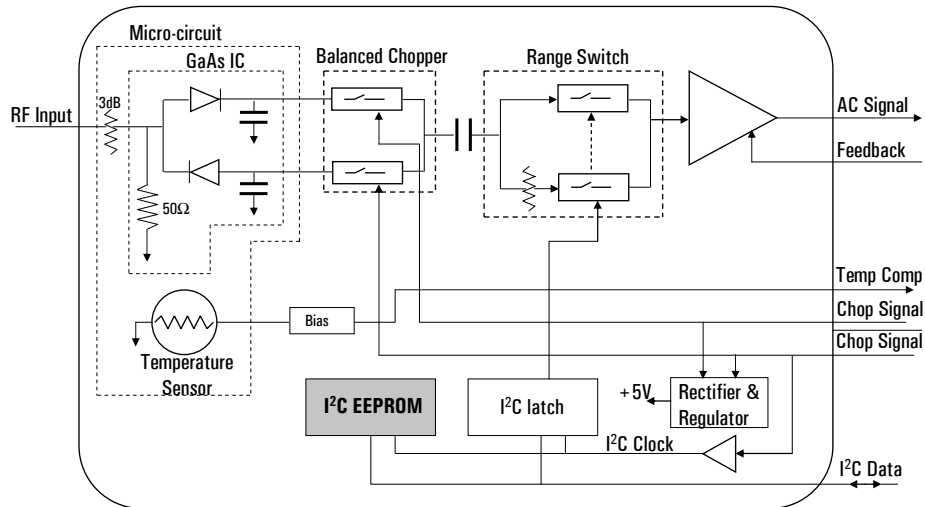 Micro-circuit
GaAs IC
Balanced Chopper
Range Switch
3dB
RF Input
AC Signal
Feedback
50Ω
Temp Comp
Chop Signal
Chop Signal
Bias
Temperature
Sensor
I²C EEPROM
I²C latch
+5V
Rectifier &
Regulator
I²C Clock
I²C Data